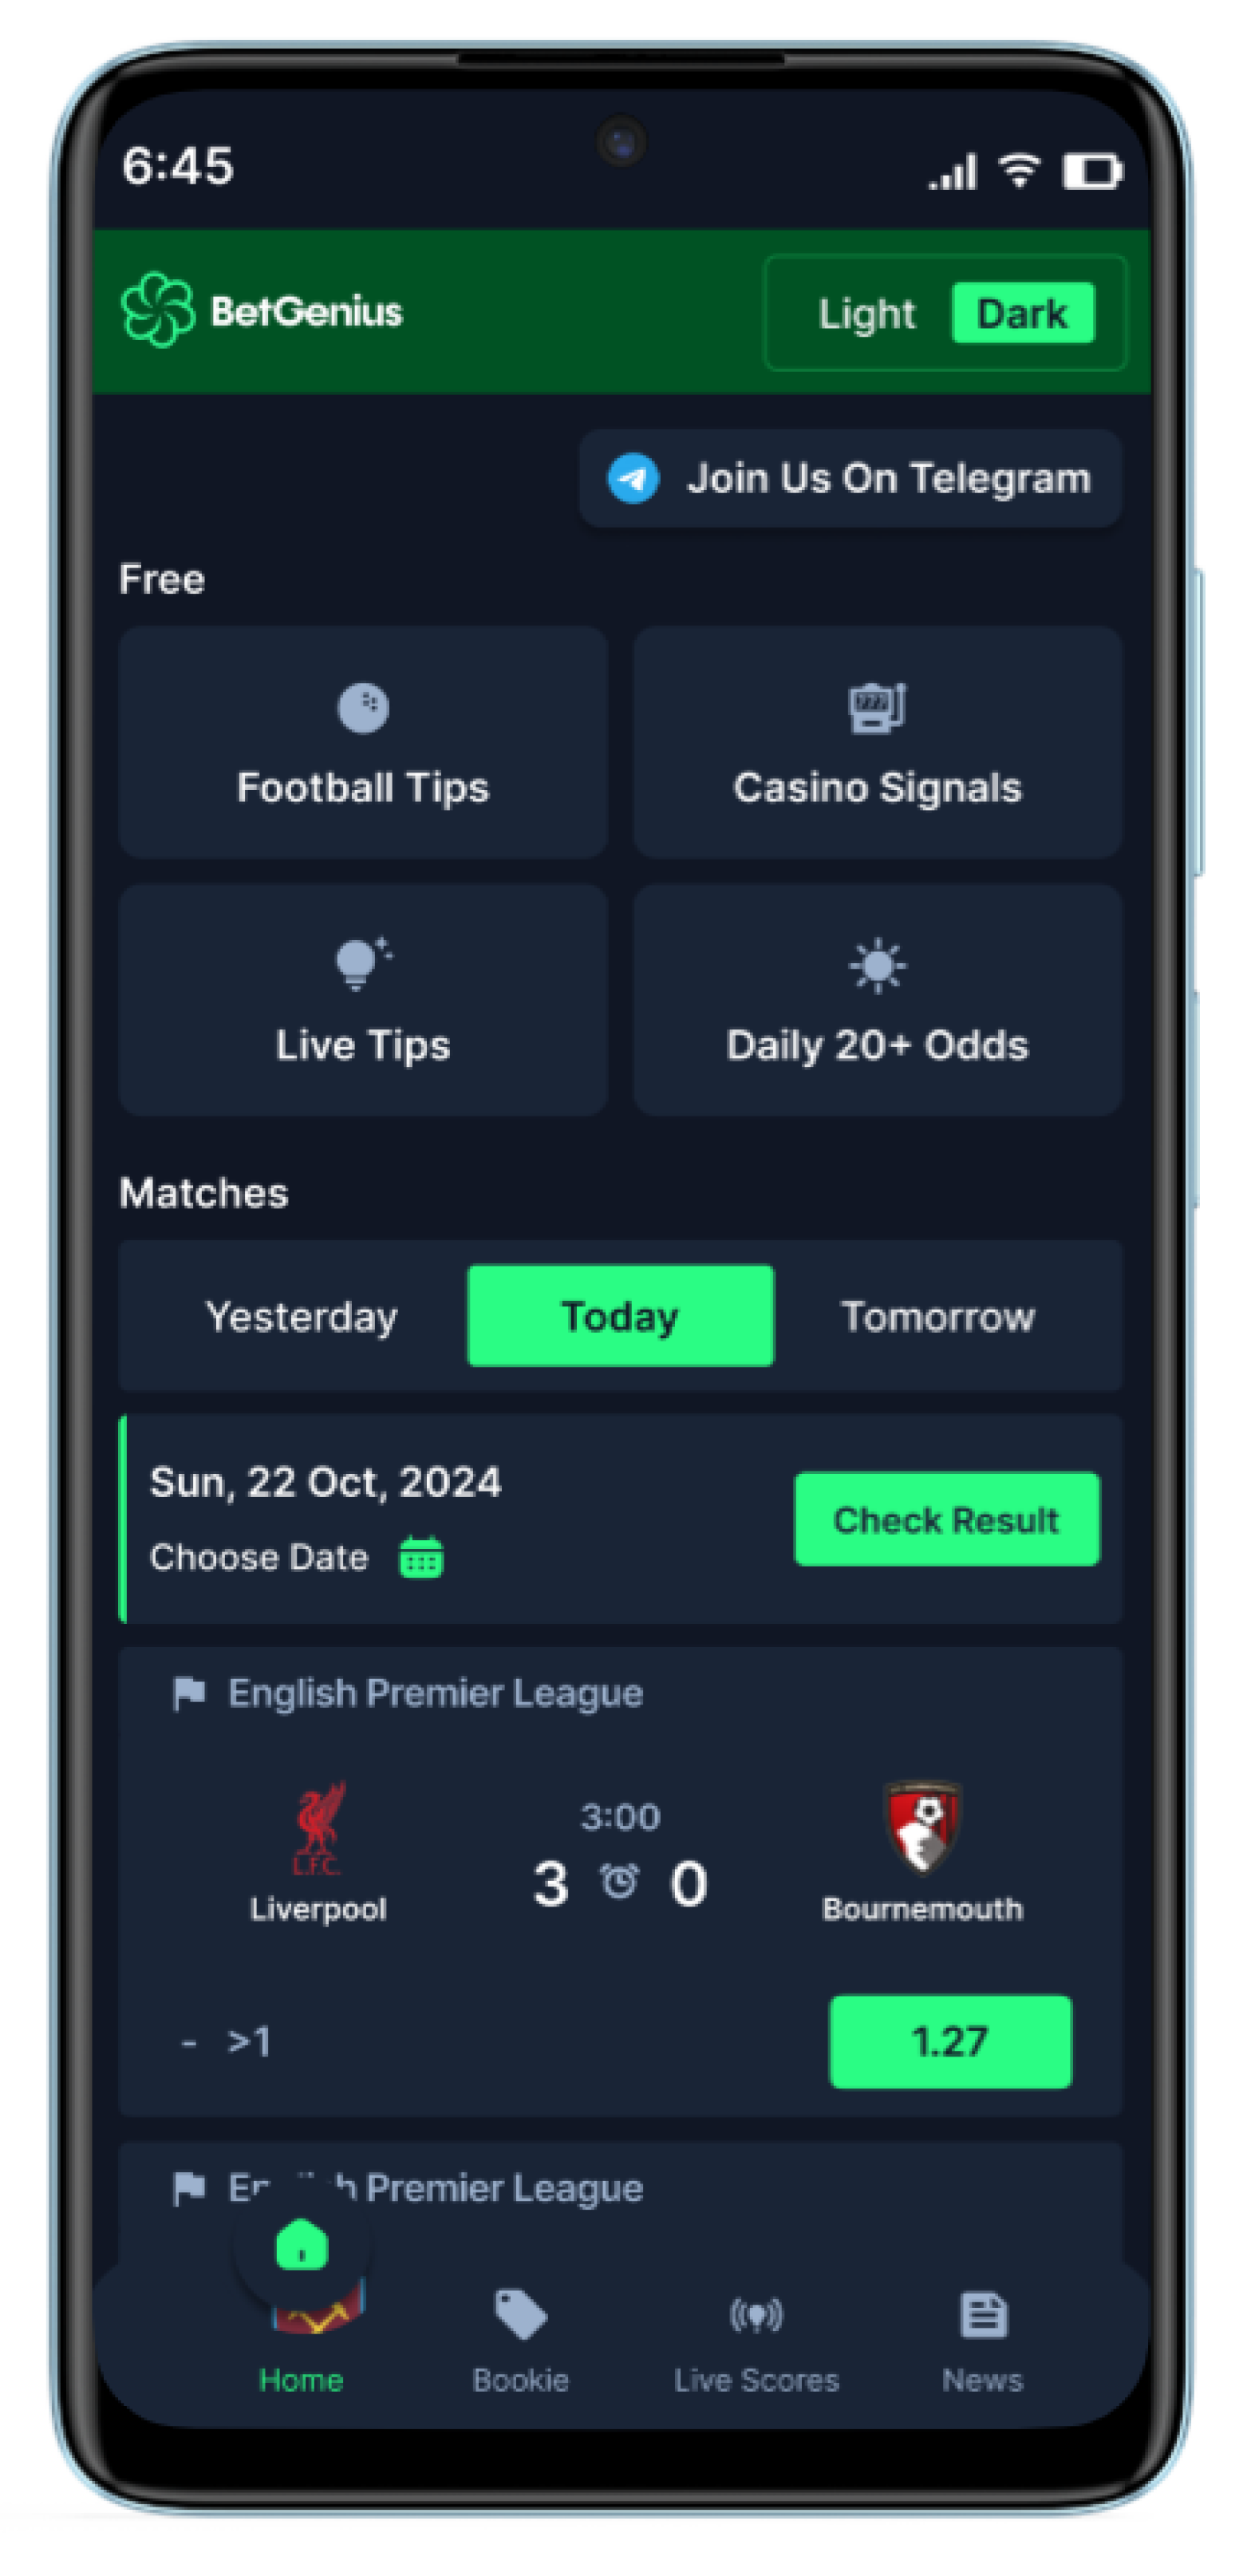 6:45
BetGenius
Light Dark
Join Us On Telegram
Free
Football Tips
Casino Signals
Live Tips
Daily 20+ Odds
Matches
Yesterday Today Tomorrow
Sun, 22 Oct, 2024
Choose Date
Check Result
English Premier League
L.F.C.
3:00
3 0
Liverpool
Bournemouth
- >1
1.27
Premier League
Home
Bookie
Live Scores
News